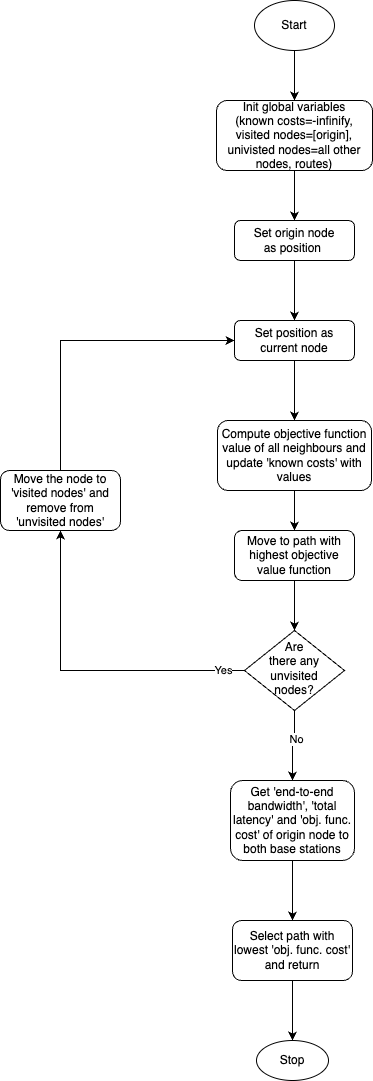 Start
Init global variables
(known costs=-infinify,
visited nodes=[origin],
univisted nodes=all other
nodes, routes)
Set origin node
as position
Set position as
current node
Compute objective function
value of all neighbours and
update 'known costs' with
values
Move the node to
'visited nodes' and
remove from
'unvisited nodes'
Move to path with
highest objective
value function
Are
there any
unvisited
nodes?
Yes
No
Get 'end-to-end
bandwidth', 'total
latency' and 'obj. func.
cost' of origin node to
both base stations
Select path with
lowest 'obj. func. cost'
and return
Stop